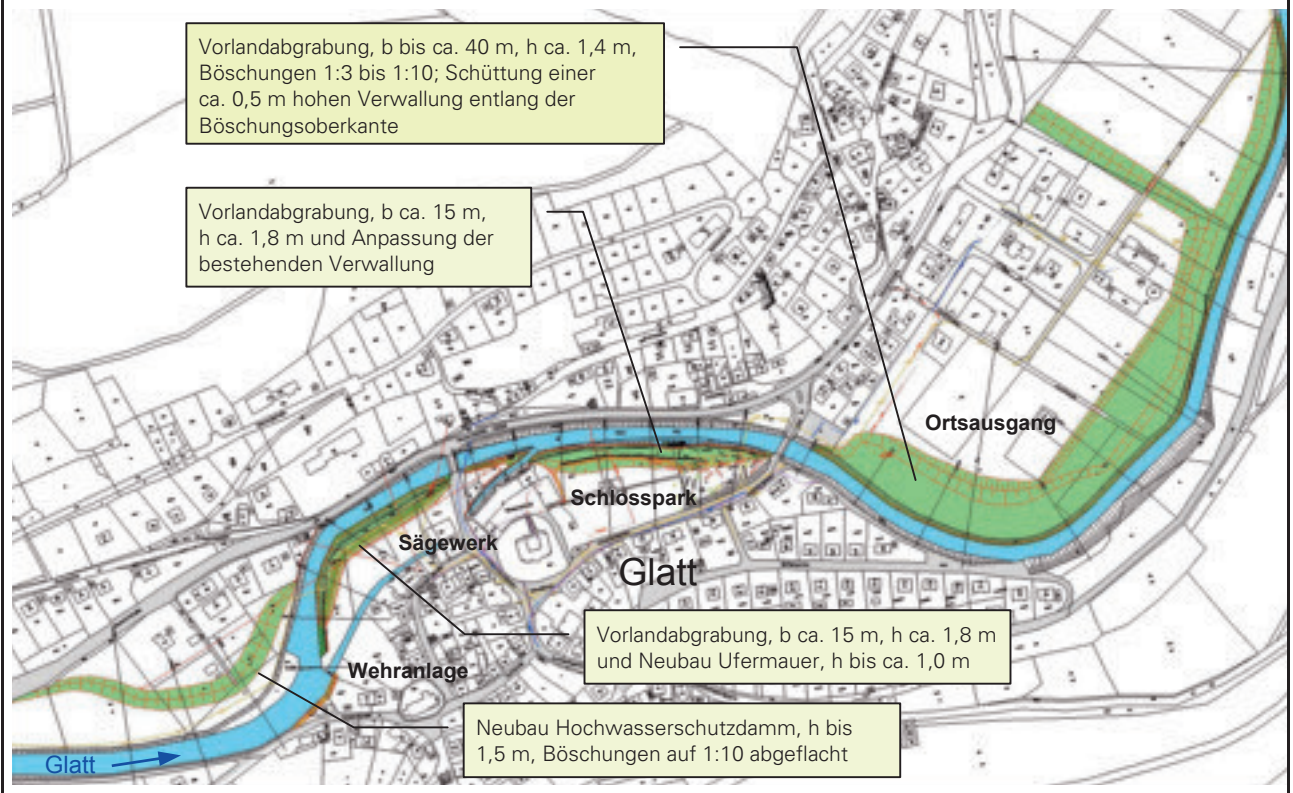 Vorlandabgrabung, b bis ca. 40 m, h ca. 1,4 m,
Böschungen 1:3 bis 1:10; Schüttung einer
ca. 0,5 m hohen Verwallung entlang der
Böschungsoberkante
Vorlandabgrabung, b ca. 15 m,
h ca. 1,8 m und Anpassung der
bestehenden Verwallung
Ortsausgang
Schlosspark
Sägewerk
Glatt
Vorlandabgrabung, b ca. 15 m, h ca. 1,8 m
und Neubau Ufermauer, h bis ca. 1,0 m
Wehranlage
Neubau Hochwasserschutzdamm, h bis
1,5 m, Böschungen auf 1:10 abgeflacht
Glatt